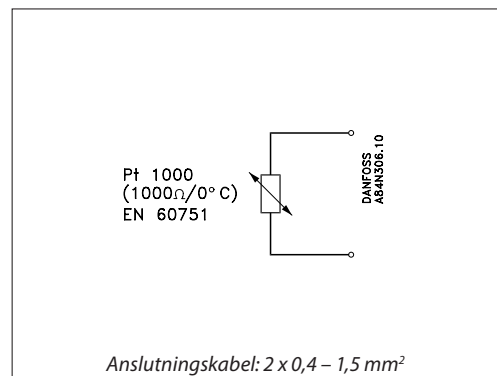 Pt 1000
(1000Ω/0° C)
EN 60751
DANFOSS
A84N306.10
Anslutningskabel: 2 x 0,4 – 1,5 mm²